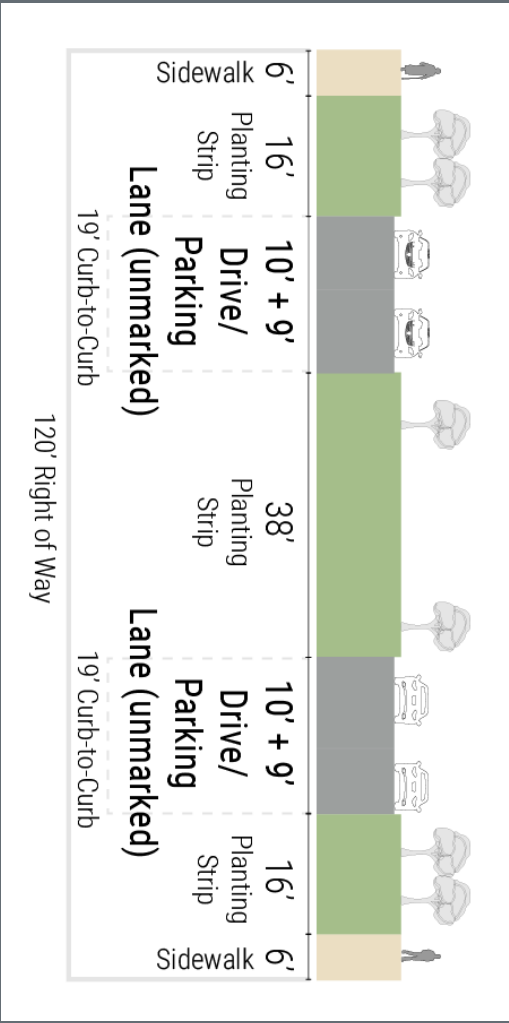 6’
Sidewalk
16’
Planting
Strip
10’ + 9’
Drive/
Parking
Lane (unmarked)
19’ Curb-to-Curb
38’
Planting
Strip
10’ + 9’
Drive/
Parking
Lane (unmarked)
19’ Curb-to-Curb
16’
Planting
Strip
6’
Sidewalk
120’ Right of Way